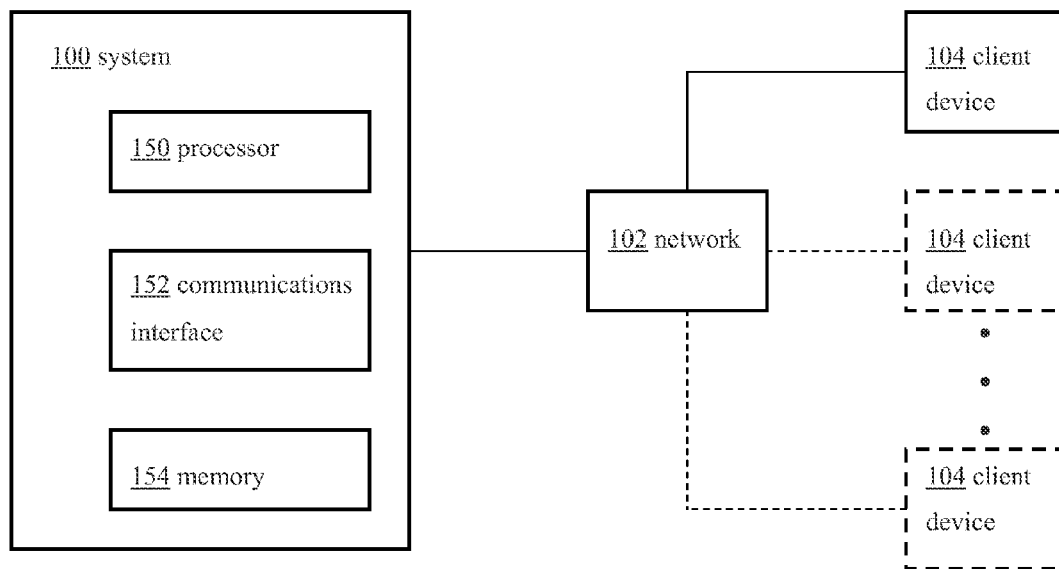 100 system
150 processor
152 communications
interface
154 memory
102 network
104 client
device
104 client
device
104 client
device